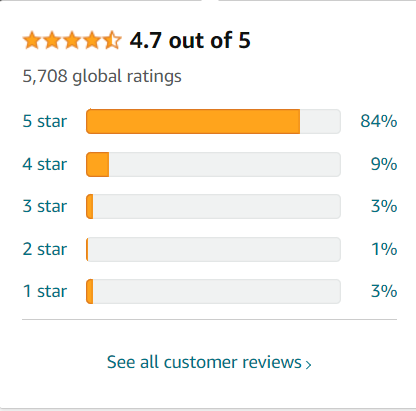 4.7 out of 5
5,708 global ratings
5 star 84%
4 star 9%
3 star 3%
2 star 1%
1 star 3%
See all customer reviews ›